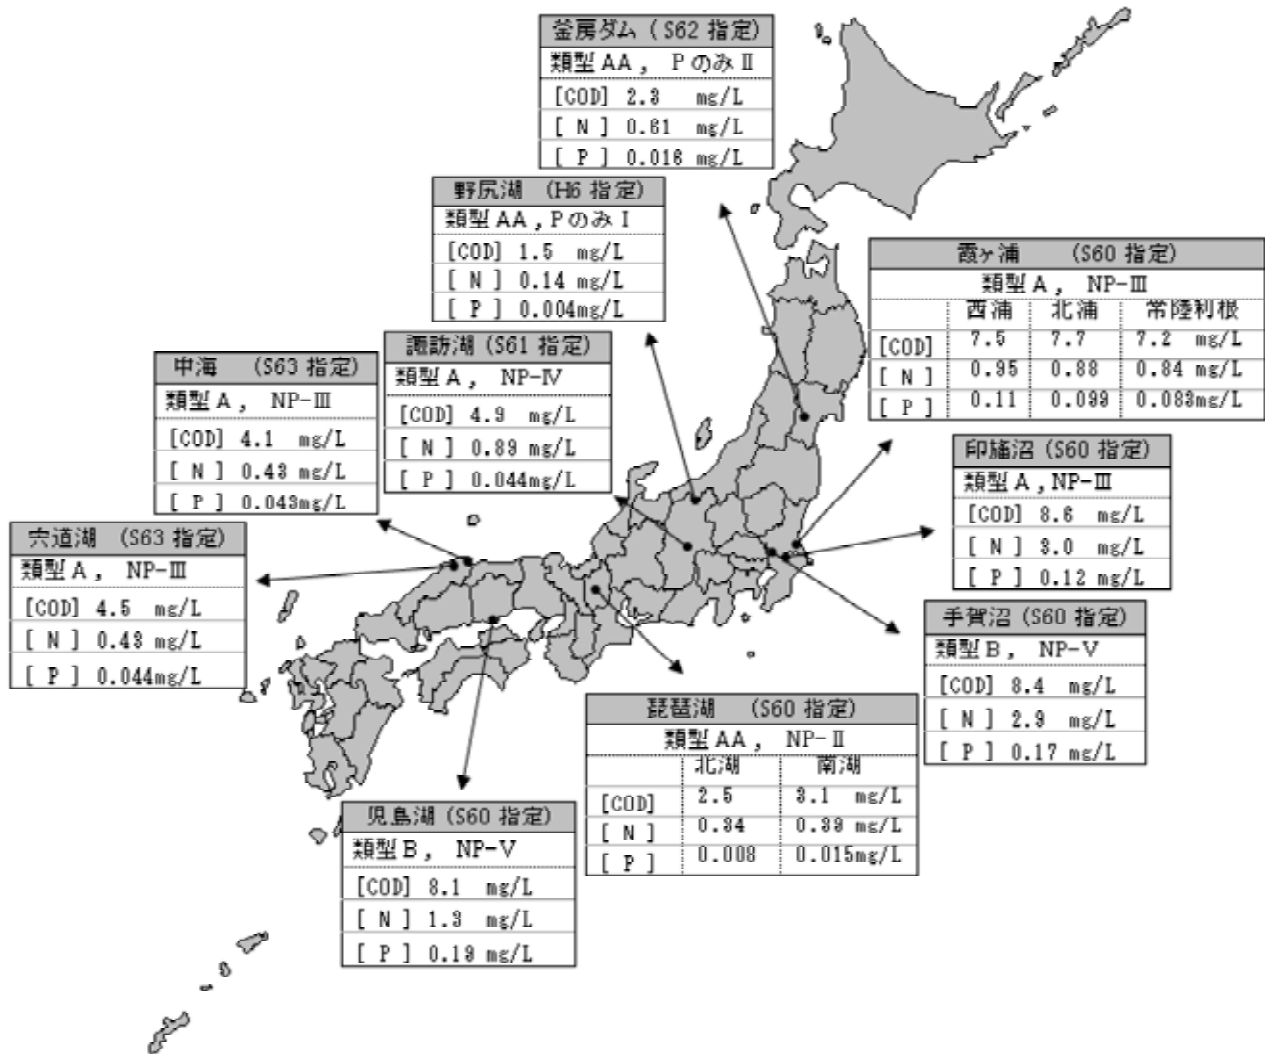 釜房ダム (S62 指定)
類型 AA , Pのみ Ⅱ
[COD] 2.3 mg/L
[ N ] 0.61 mg/L
[ P ] 0.016 mg/L
野尻湖 (H6 指定)
類型 AA , Pのみ Ⅰ
[COD] 1.5 mg/L
[ N ] 0.14 mg/L
[ P ] 0.004mg/L
霞ヶ浦 (S60 指定)
類型 A , NP-Ⅲ
西浦 北浦 常陸利根
[COD] 7.5 7.7 7.2 mg/L
[ N ] 0.95 0.88 0.84 mg/L
[ P ] 0.11 0.099 0.083mg/L
諏訪湖 (S61 指定)
類型 A , NP-Ⅳ
[COD] 4.9 mg/L
[ N ] 0.89 mg/L
[ P ] 0.044mg/L
中海 (S63 指定)
類型 A , NP-Ⅲ
[COD] 4.1 mg/L
[ N ] 0.43 mg/L
[ P ] 0.043mg/L
印旛沼 (S60 指定)
類型 A , NP-Ⅲ
[COD] 8.6 mg/L
[ N ] 3.0 mg/L
[ P ] 0.12 mg/L
宍道湖 (S63 指定)
類型 A , NP-Ⅲ
[COD] 4.5 mg/L
[ N ] 0.43 mg/L
[ P ] 0.044mg/L
手賀沼 (S60 指定)
類型 B , NP-Ⅴ
[COD] 8.4 mg/L
[ N ] 2.9 mg/L
[ P ] 0.17 mg/L
琵琶湖 (S60 指定)
類型 AA , NP-Ⅱ
北湖 南湖
[COD] 2.5 3.1 mg/L
[ N ] 0.34 0.39 mg/L
[ P ] 0.008 0.015mg/L
児島湖 (S60 指定)
類型 B , NP-Ⅴ
[COD] 8.1 mg/L
[ N ] 1.3 mg/L
[ P ] 0.19 mg/L